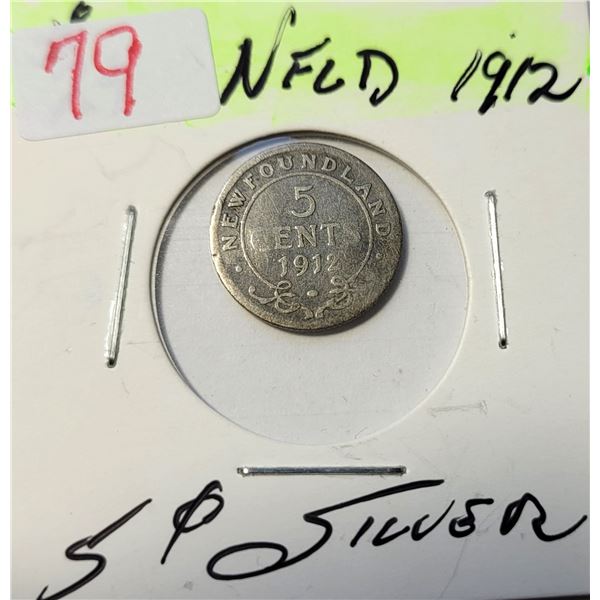 79 NFLD 1912
NEWFOUNDLAND
5
CENTS
1912
5¢ SILVER